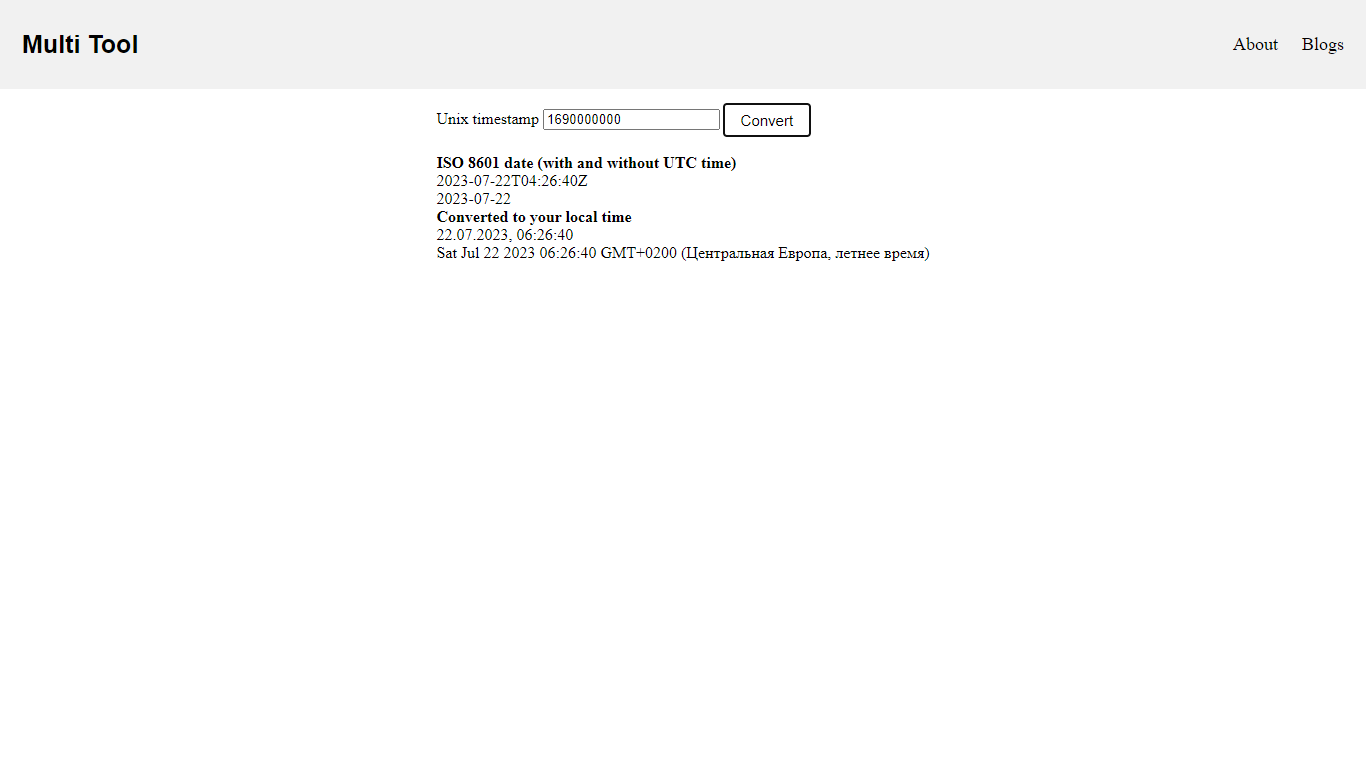 Multi Tool
About Blogs
Unix timestamp 1690000000 Convert
ISO 8601 date (with and without UTC time)
2023-07-22T04:26:40Z
2023-07-22
Converted to your local time
22.07.2023, 06:26:40
Sat Jul 22 2023 06:26:40 GMT+0200 (Центральная Европа, летнее время)